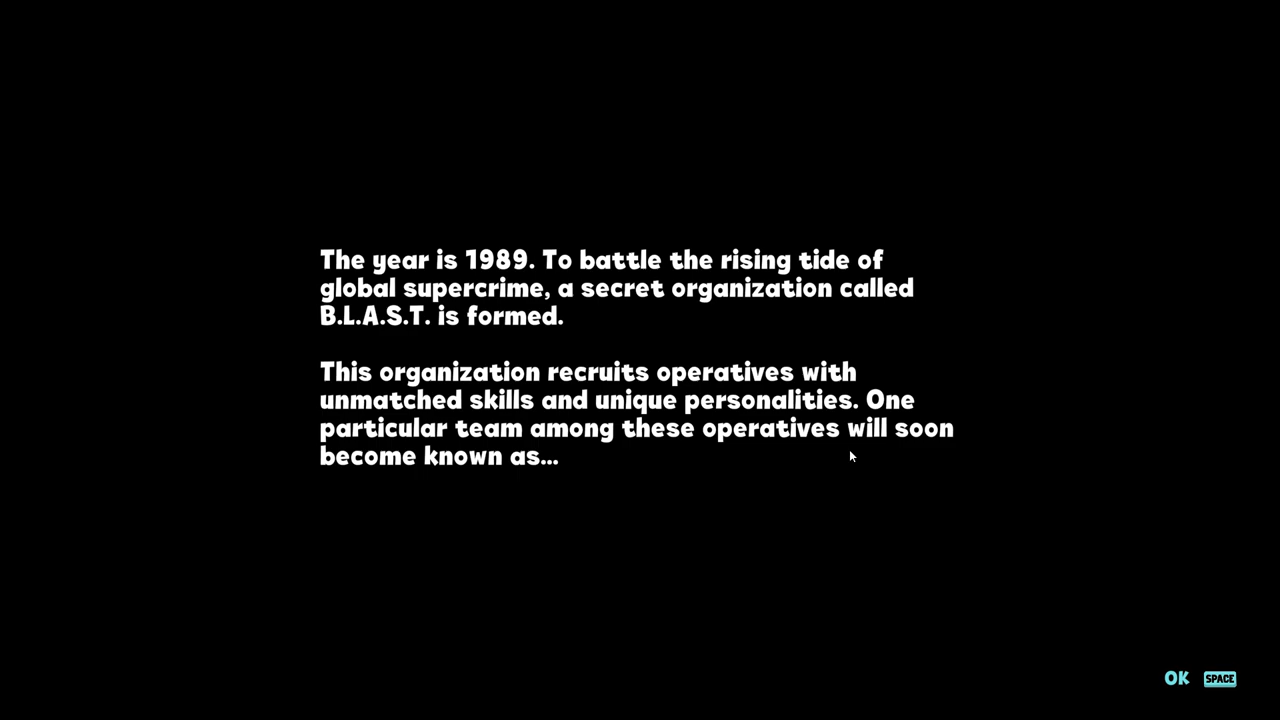 The year is 1989. To battle the rising tide of
global supercrime, a secret organization called
B.L.A.S.T. is formed.
This organization recruits operatives with
unmatched skills and unique personalities. One
particular team among these operatives will soon
become known as...
OK SPACE